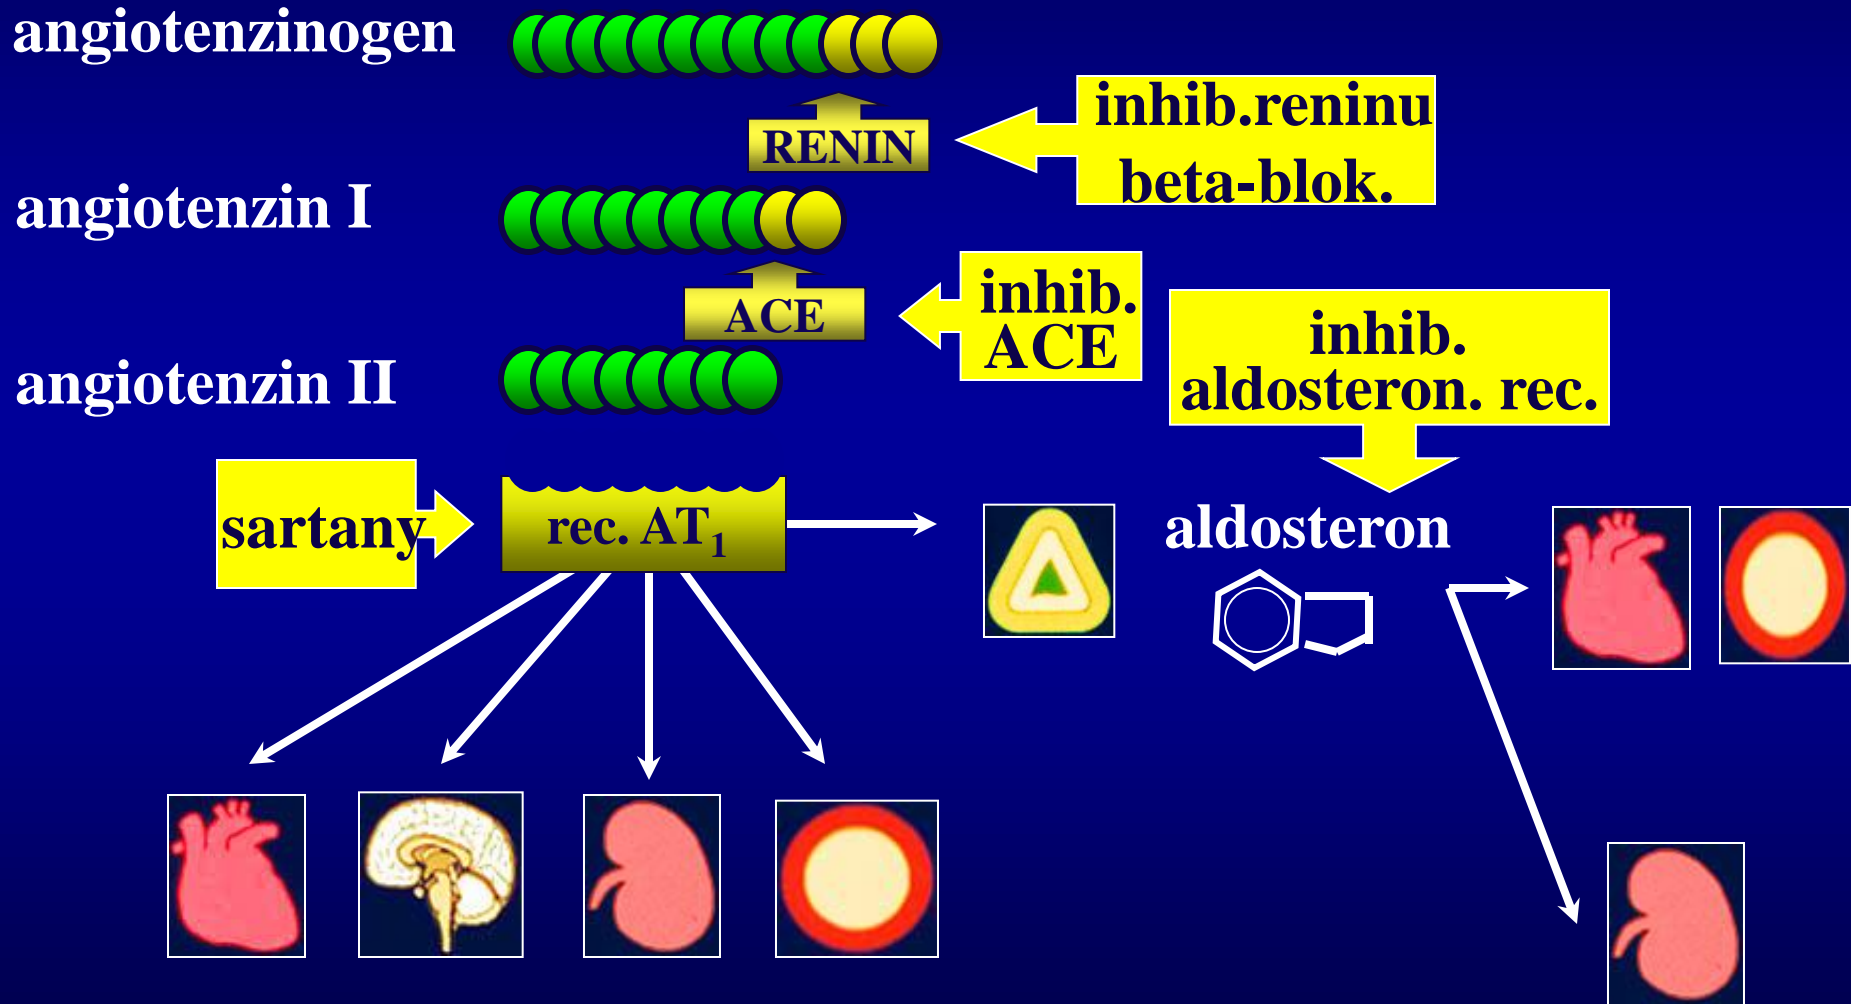 angiotenzinogen
RENIN
inhib.reninu
beta-blok.
angiotenzin I
ACE
inhib.
ACE
angiotenzin II
inhib.
aldosteron. rec.
sartany
rec. AT₁
aldosteron